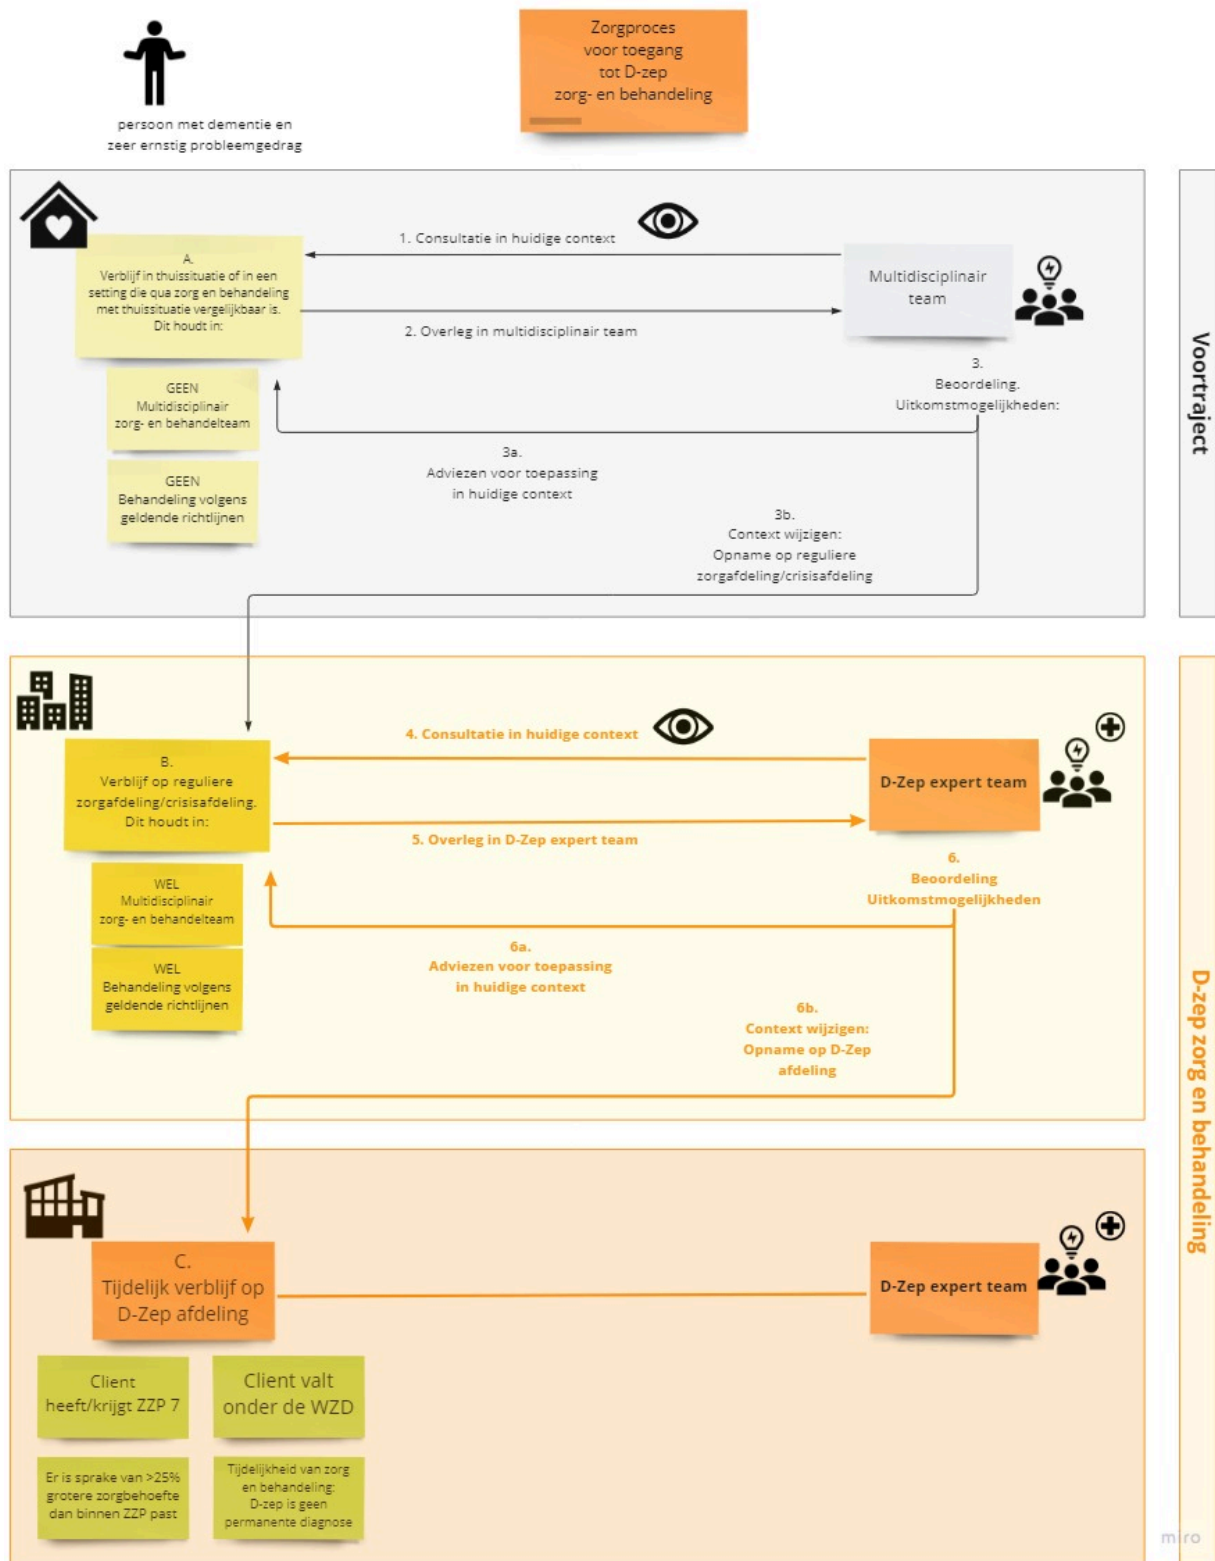 Zorgproces
voor toegang
tot D-zep
zorg- en behandeling
persoon met dementie en
zeer ernstig probleemgedrag
Voortraject
1. Consultatie in huidige context
A.
Verblijf in thuissituatie of in een
setting die qua zorg en behandeling
met thuissituatie vergelijkbaar is.
Dit houdt in:
Multidisciplinair
team
2. Overleg in multidisciplinair team
GEEN
Multidisciplinair
zorg- en behandelteam
GEEN
Behandeling volgens
geldende richtlijnen
3.
Beoordeling.
Uitkomstmogelijkheden:
3a.
Adviezen voor toepassing
in huidige context
3b.
Context wijzigen:
Opname op reguliere
zorgafdeling/crisisafdeling
D-zep zorg en behandeling
4. Consultatie in huidige context
B.
Verblijf op reguliere
zorgafdeling/crisisafdeling.
Dit houdt in:
D-Zep expert team
5. Overleg in D-Zep expert team
WEL
Multidisciplinair
zorg- en behandelteam
WEL
Behandeling volgens
geldende richtlijnen
6.
Beoordeling
Uitkomstmogelijkheden
6a.
Adviezen voor toepassing
in huidige context
6b.
Context wijzigen:
Opname op D-Zep
afdeling
C.
Tijdelijk verblijf op
D-Zep afdeling
D-Zep expert team
Client
heeft/krijgt ZZP 7
Client valt
onder de WZD
Er is sprake van >25%
grotere zorgbehoefte
dan binnen ZZP past
Tijdelijkheid van zorg
en behandeling:
D-zep is geen
permanente diagnose
miro